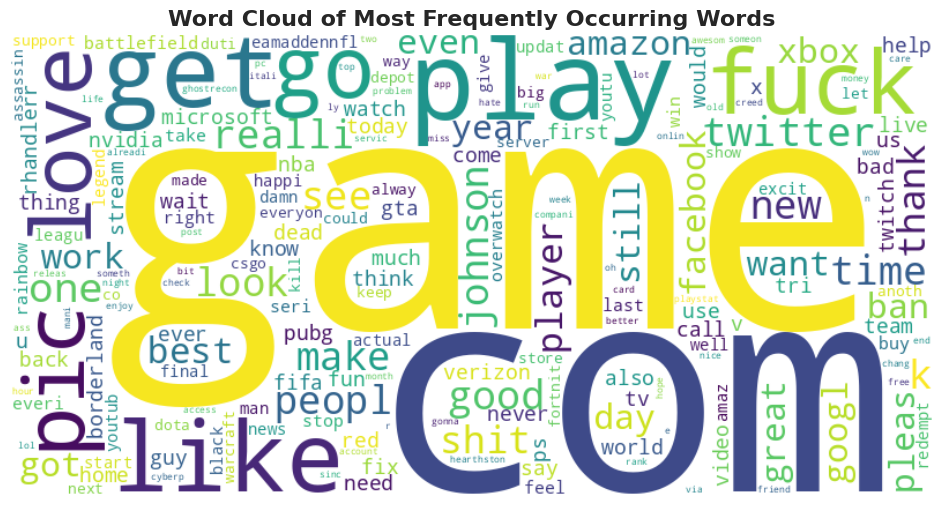 Word Cloud of Most Frequently Occurring Words
support battlefield duti eamaddennfl even amazon updat awesom someon
assassin love get go play way two pc itali top depot give big would xbox help care
life ghostrecon microsoft watch app war hate run lot youtu win x fuck money let
rhandlerr nvidia take realli today ly servic problem miss year server first old onlin creed twitter live
thing legend stream alreadi nba come us show wow bad
made happi see alway game facebook excit new twitch thank
wait damn gta overwatch week compani n
right everyon could johnson player still
leagu post dead oh want time
rainbow work know much think tri
releas someth bit csgo kill card anoth
one night check look keep last playstat use ban
co enjoy seri better call v team
u ass mani ever pubg actual well buy end
pic back borderland best make verizon store also nice chang k
hour final fifa fun month good fortnite tv hope amaz free
everi youtub access man peopl never day great googl pleas redempt
lol dota news stop r gonna shit ps e video
got start guy black warcraft red account hearthston world rank
home like fix say com
next cyberp sinc need feel via friend